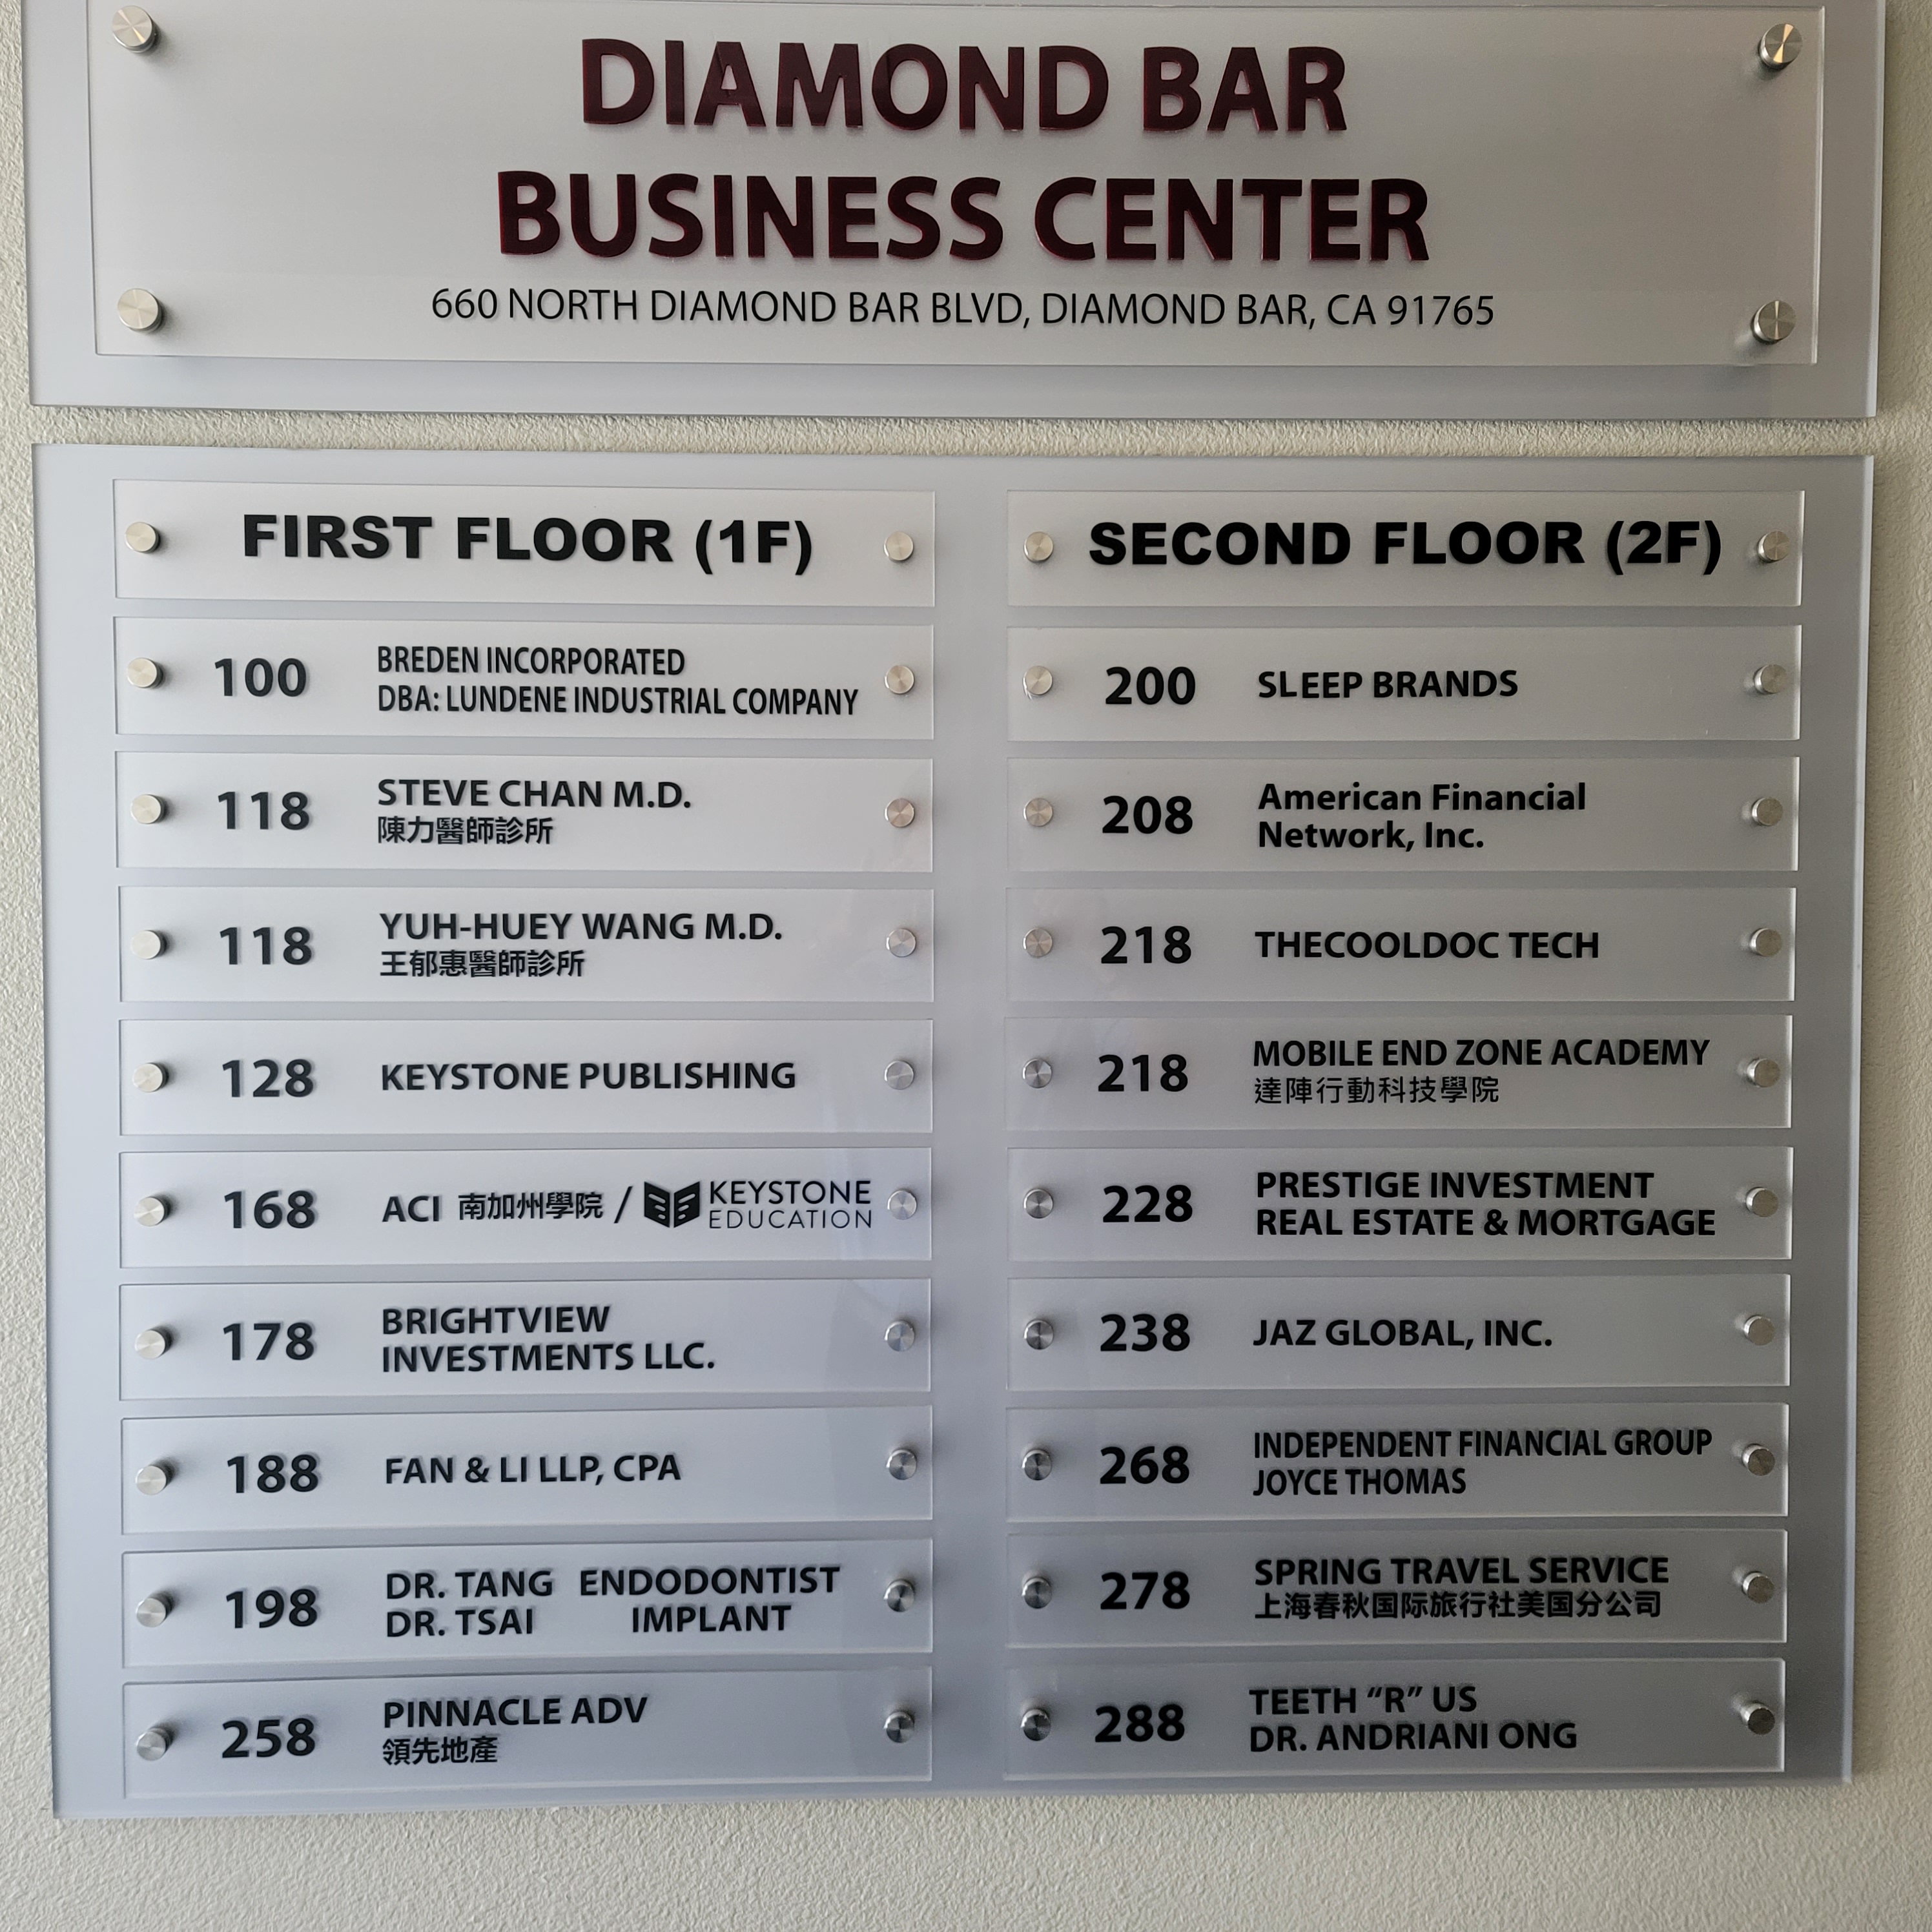 DIAMOND BAR
BUSINESS CENTER
660 NORTH DIAMOND BAR BLVD, DIAMOND BAR, CA 91765
FIRST FLOOR (1F)
100 BREDEN INCORPORATED
DBA: LUNDENE INDUSTRIAL COMPANY
118 STEVE CHAN M.D.
陳力醫師診所
118 YUH-HUEY WANG M.D.
王郁惠醫師診所
128 KEYSTONE PUBLISHING
168 ACI 南加州學院 / KEYSTONE
EDUCATION
178 BRIGHTVIEW
INVESTMENTS LLC.
188 FAN & LI LLP, CPA
198 DR. TANG ENDODONTIST
DR. TSAI IMPLANT
258 PINNACLE ADV
領先地產
SECOND FLOOR (2F)
200 SLEEP BRANDS
208 American Financial
Network, Inc.
218 THECOOLDOC TECH
218 MOBILE END ZONE ACADEMY
達陣行動科技學院
228 PRESTIGE INVESTMENT
REAL ESTATE & MORTGAGE
238 JAZ GLOBAL, INC.
268 INDEPENDENT FINANCIAL GROUP
JOYCE THOMAS
278 SPRING TRAVEL SERVICE
上海春秋国际旅行社美国分公司
288 TEETH “R” US
DR. ANDRIANI ONG